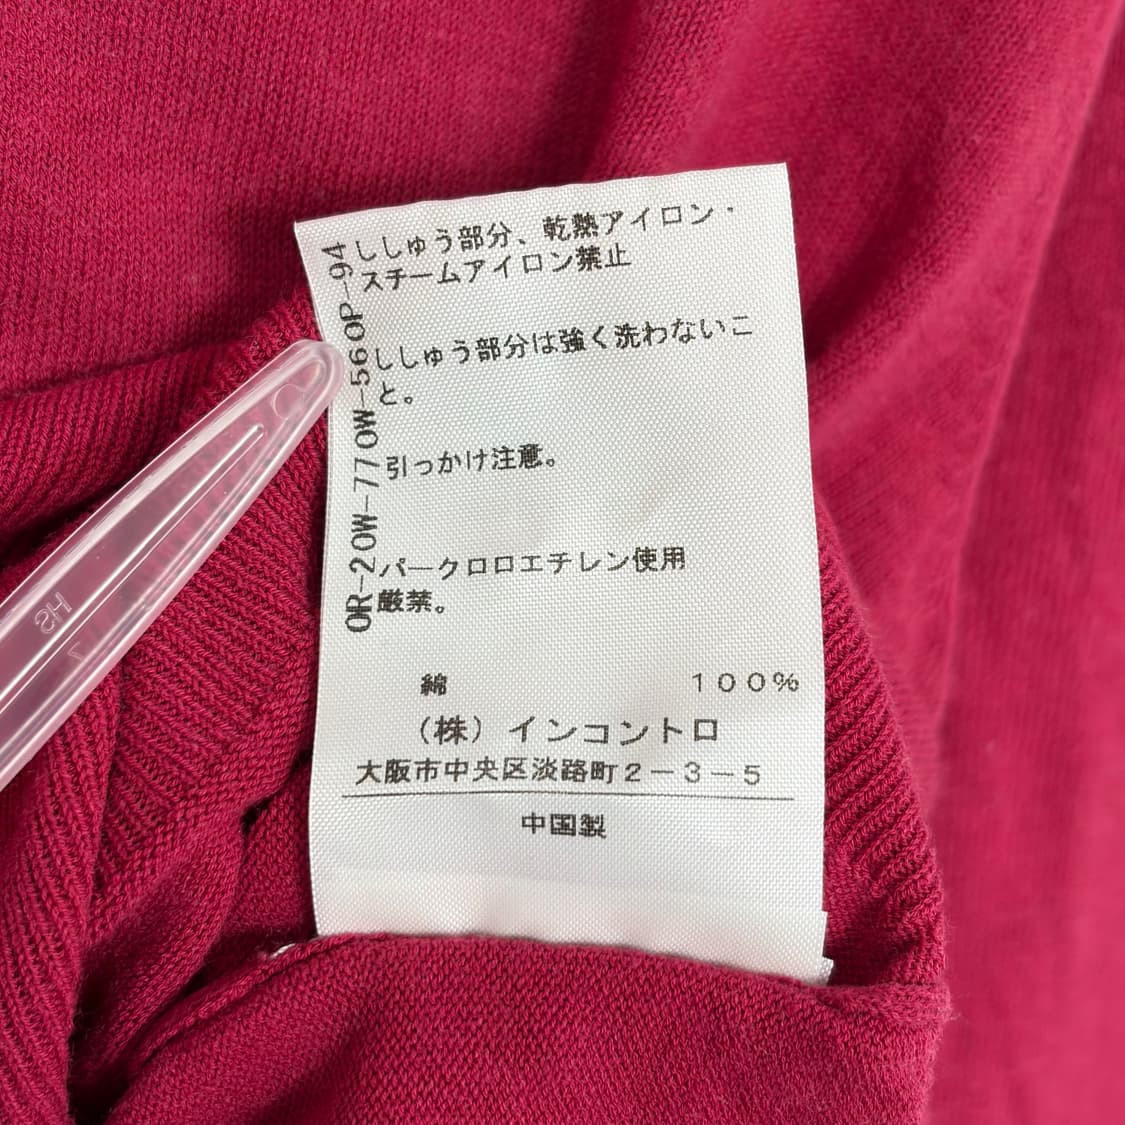 ししゅう部分、乾熱アイロン・
スチームアイロン禁止
ししゅう部分は強く洗わないこ
と。
引っかけ注意。
パークロロエチレン使用
厳禁。
綿 100%
(株)インコントロ
大阪市中央区淡路町2-3-5
中国製
OR-20W-770W-560P-94
SH